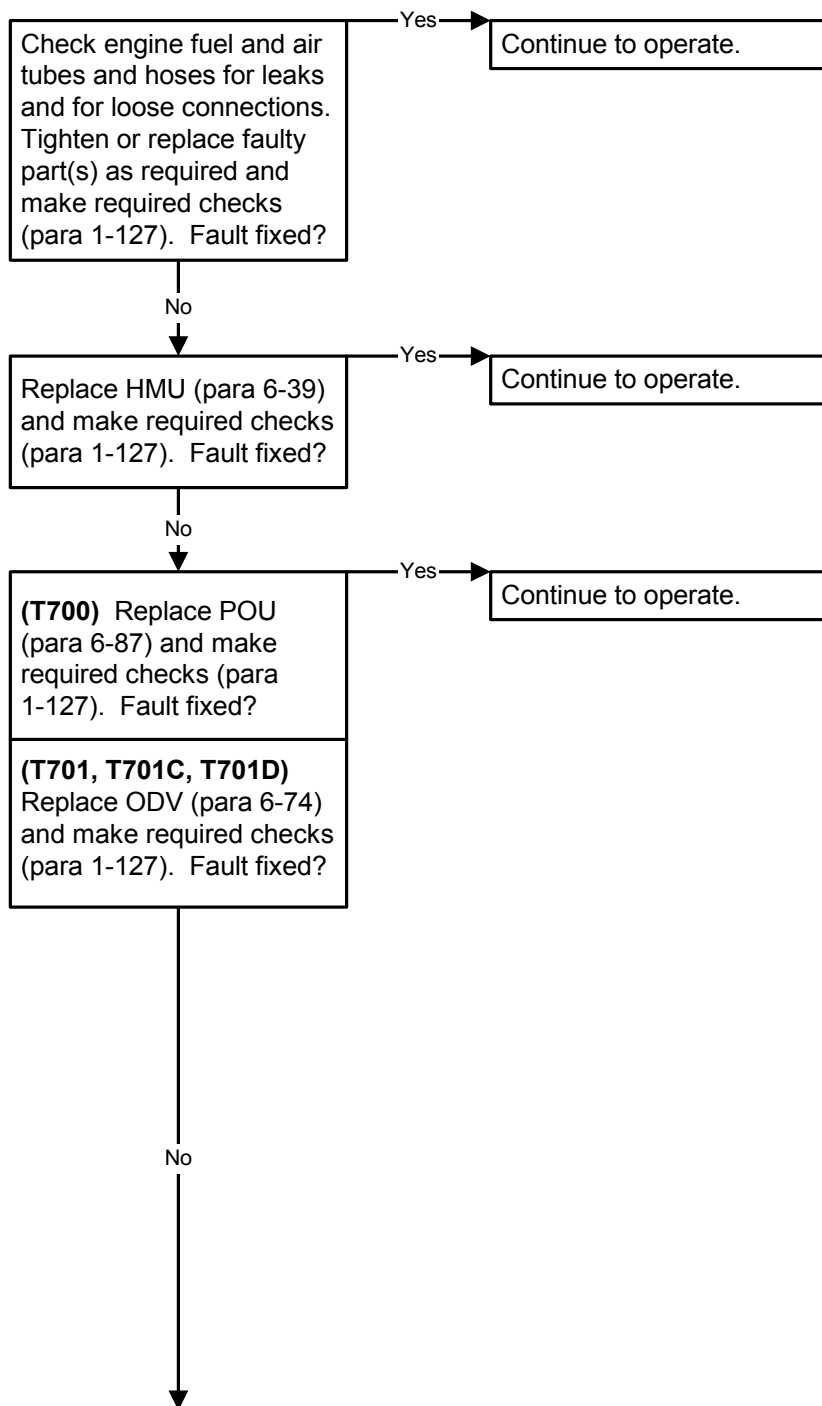 Check engine fuel and air
tubes and hoses for leaks
and for loose connections.
Tighten or replace faulty
part(s) as required and
make required checks
(para 1-127).  Fault fixed?
Yes
Continue to operate.
No
Replace HMU (para 6-39)
and make required checks
(para 1-127).  Fault fixed?
Yes
Continue to operate.
No
(T700)  Replace POU
(para 6-87) and make
required checks (para
1-127).  Fault fixed?
Yes
Continue to operate.
(T701, T701C, T701D)
Replace ODV (para 6-74)
and make required checks
(para 1-127).  Fault fixed?
No